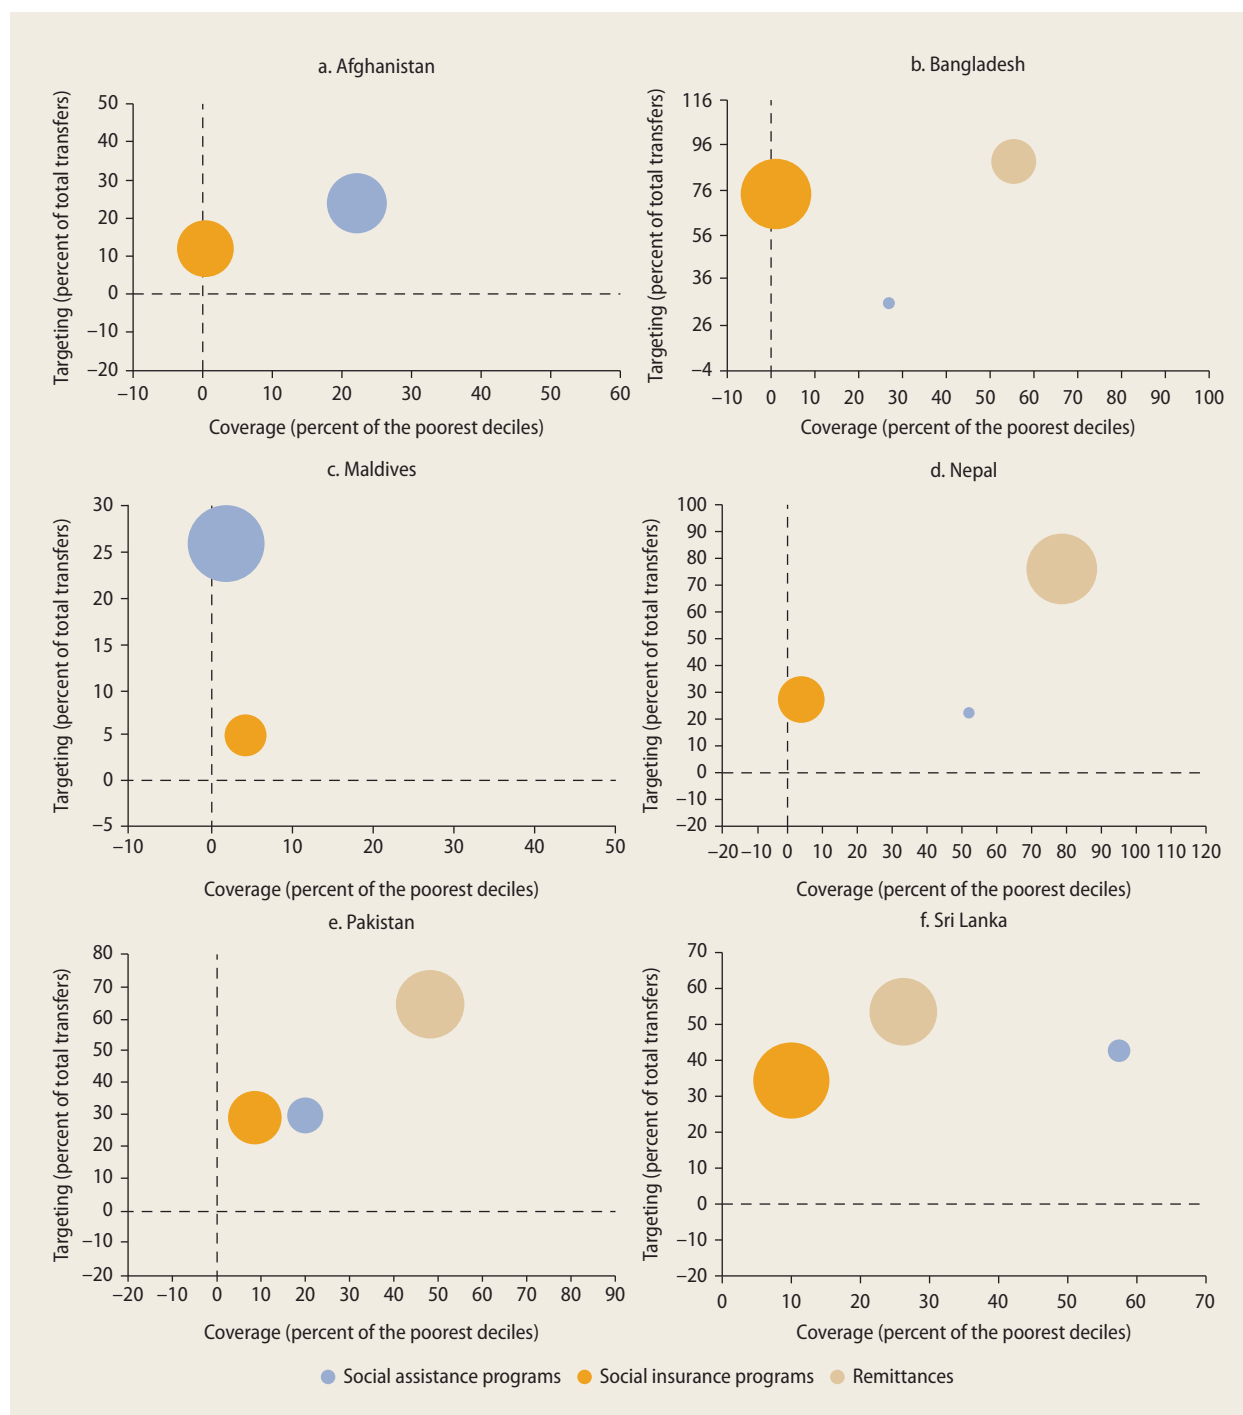 a. Afghanistan
Targeting (percent of total transfers)
50
40
30
20
10
0
–10
–20
–10 0 10 20 30 40 50 60
Coverage (percent of the poorest deciles)
b. Bangladesh
Targeting (percent of total transfers)
116
96
76
56
36
26
–4
–10 0 10 20 30 40 50 60 70 80 90 100
Coverage (percent of the poorest deciles)
c. Maldives
Targeting (percent of total transfers)
30
25
20
15
10
5
0
–5
–10 0 10 20 30 40 50
Coverage (percent of the poorest deciles)
d. Nepal
Targeting (percent of total transfers)
100
90
80
70
60
50
40
30
20
10
0
–10
–20
–20 –10 0 10 20 30 40 50 60 70 80 90 100 110 120
Coverage (percent of the poorest deciles)
e. Pakistan
Targeting (percent of total transfers)
80
70
60
50
40
30
20
10
0
–10
–20
–20 –10 0 10 20 30 40 50 60 70 80 90
Coverage (percent of the poorest deciles)
f. Sri Lanka
Targeting (percent of total transfers)
70
60
50
40
30
20
10
0
–10
–20
0 10 20 30 40 50 60 70
Coverage (percent of the poorest deciles)
Social assistance programs Social insurance programs Remittances